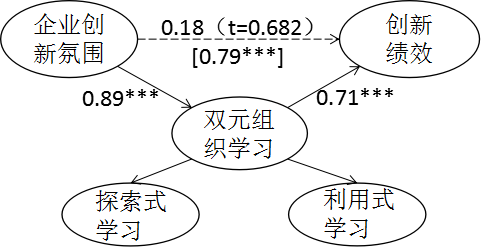 企业创
新氛围
0.18（t=0.682）
[0.79***]
创新
绩效
0.89***
0.71***
双元组
织学习
探索式
学习
利用式
学习